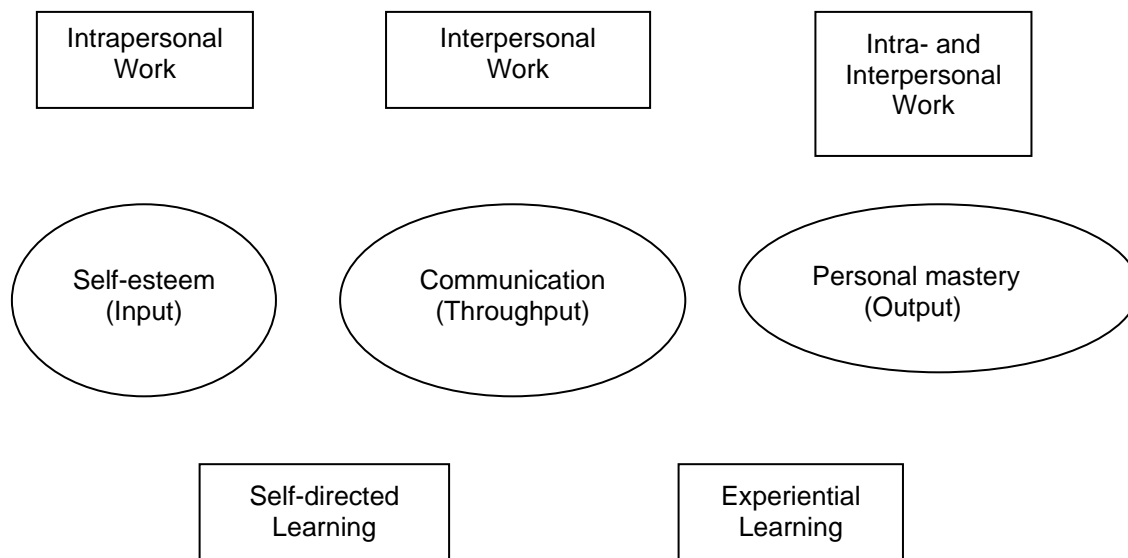 Intrapersonal
Work
Interpersonal
Work
Intra- and
Interpersonal
Work
Self-esteem
(Input)
Communication
(Throughput)
Personal mastery
(Output)
Self-directed
Learning
Experiential
Learning